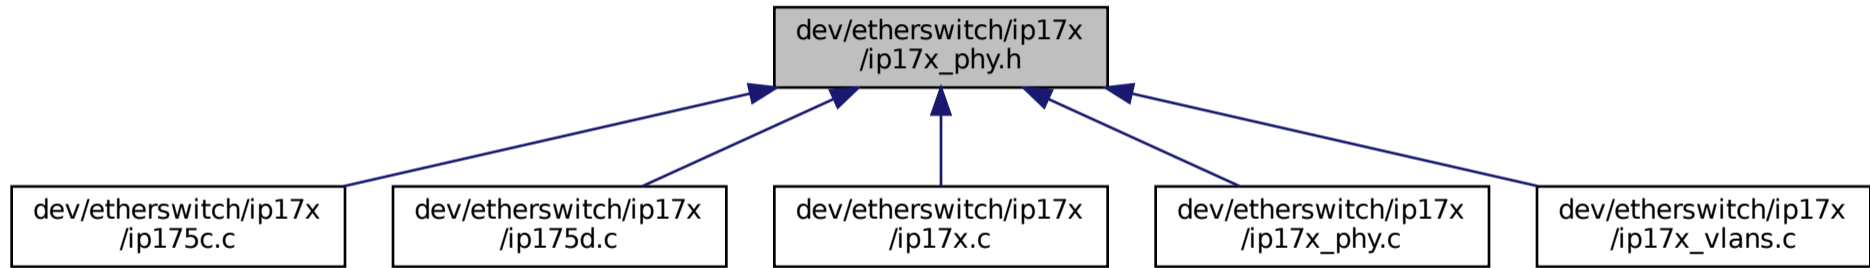 dev/etherswitch/ip17x
/ip17x_phy.h
dev/etherswitch/ip17x
/ip175c.c
dev/etherswitch/ip17x
/ip175d.c
dev/etherswitch/ip17x
/ip17x.c
dev/etherswitch/ip17x
/ip17x_phy.c
dev/etherswitch/ip17x
/ip17x_vlans.c